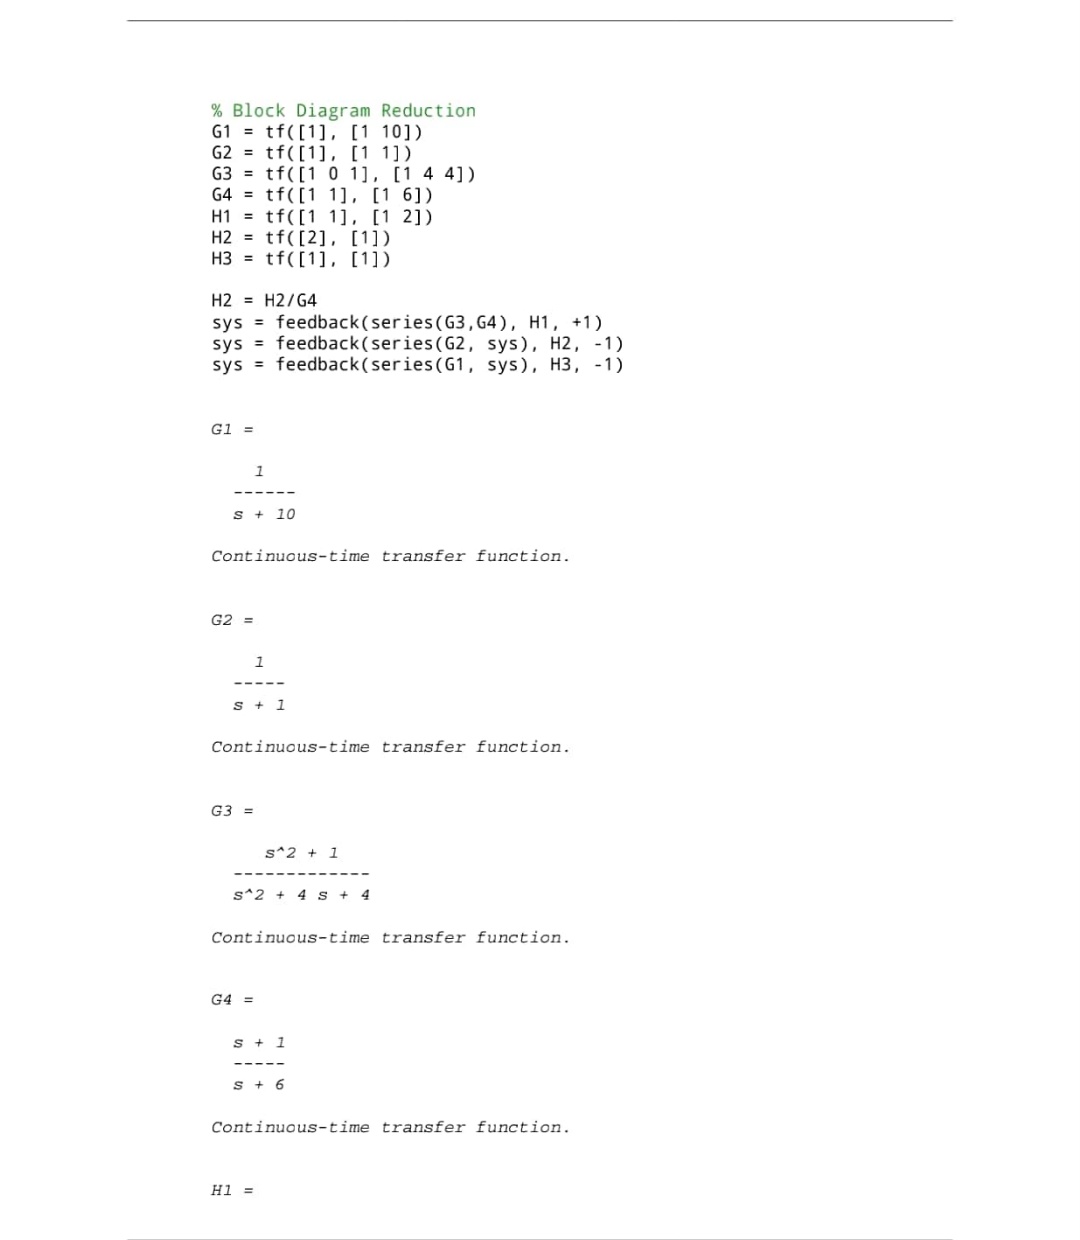 % Block Diagram Reduction
G1 = tf([1], [1 10])
G2 = tf([1], [1 1])
G3 = tf([1 0 1], [1 4 4])
G4 = tf([1 1], [1 6])
H1 = tf([1 1], [1 2])
H2 = tf([2], [1])
H3 = tf([1], [1])
H2 = H2/G4
sys = feedback(series(G3,G4), H1, +1)
sys = feedback(series(G2, sys), H2, -1)
sys = feedback(series(G1, sys), H3, -1)
G1 =
1
------
s + 10
Continuous-time transfer function.
G2 =
1
-----
s + 1
Continuous-time transfer function.
G3 =
s^2 + 1
-------------
s^2 + 4 s + 4
Continuous-time transfer function.
G4 =
s + 1
-----
s + 6
Continuous-time transfer function.
H1 =